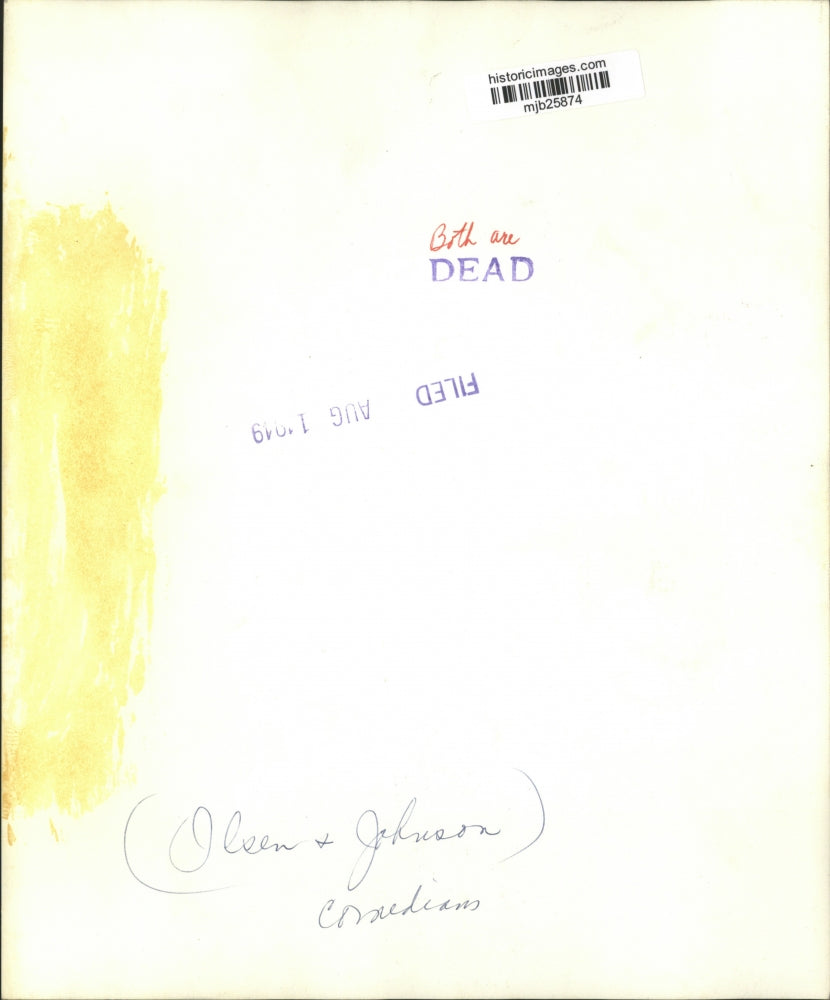 historicimages.com
mjb25874
Both are
DEAD
FILED AUG 1 1949
(Olsen + Johnson)
Comedians